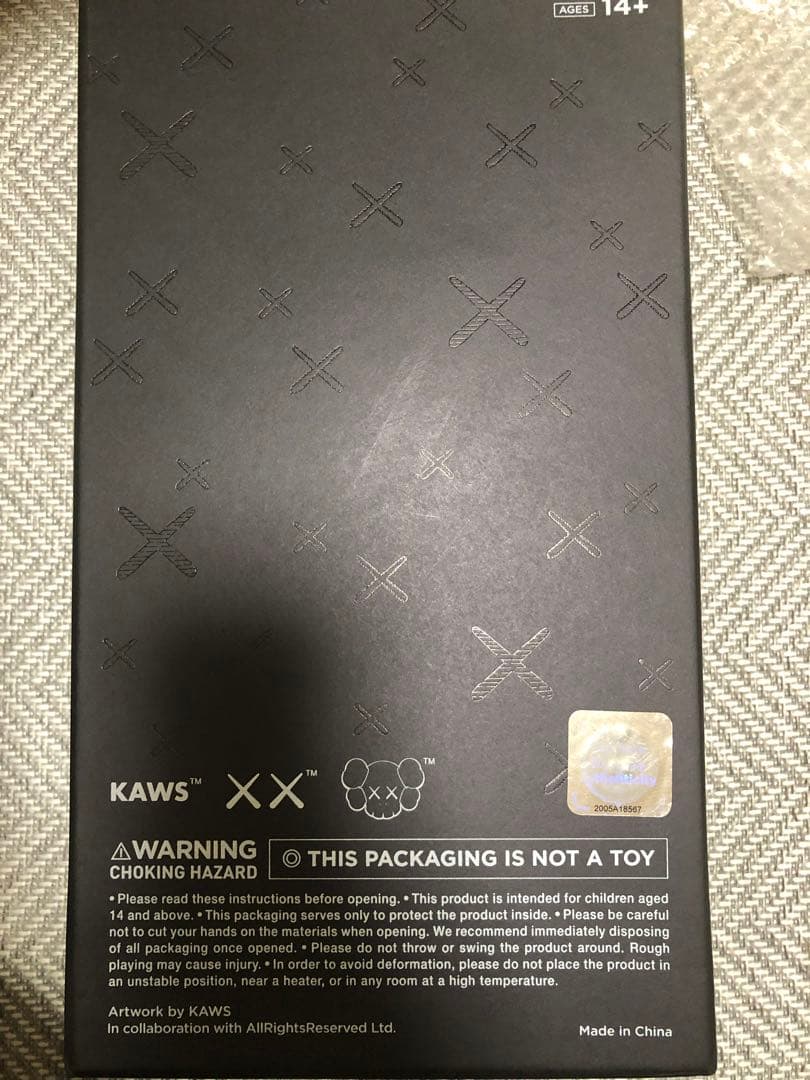 AGES 14+
KAWS™ XX™ ™
2005A18567
⚠WARNING
CHOKING HAZARD
◎ THIS PACKAGING IS NOT A TOY
• Please read these instructions before opening. • This product is intended for children aged
14 and above. • This packaging serves only to protect the product inside. • Please be careful
not to cut your hands on the materials when opening. We recommend immediately disposing
of all packaging once opened. • Please do not throw or swing the product around. Rough
playing may cause injury. • In order to avoid deformation, please do not place the product in
an unstable position, near a heater, or in any room at a high temperature.
Artwork by KAWS
In collaboration with AllRightsReserved Ltd.
Made in China